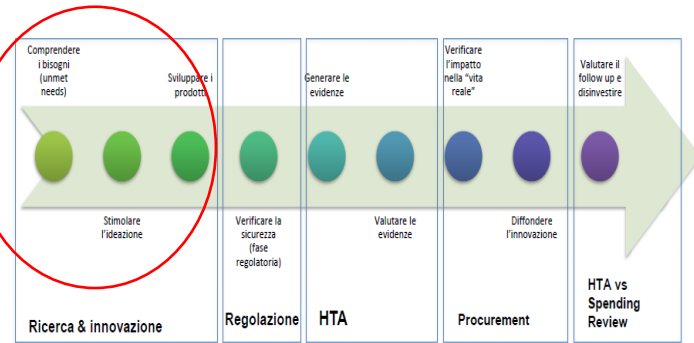 Comprendere
i bisogni
(unmet
needs)
Sviluppare i
prodotti
Generare le
evidenze
Verificare
l'impatto
nella "vita
reale"
Valutare il
follow up e
disinvestire
Stimolare
l'ideazione
Verificare la
sicurezza
(fase
regolatoria)
Valutare le
evidenze
Diffondere
l'innovazione
Ricerca & innovazione
Regolazione
HTA
Procurement
HTA vs
Spending
Review